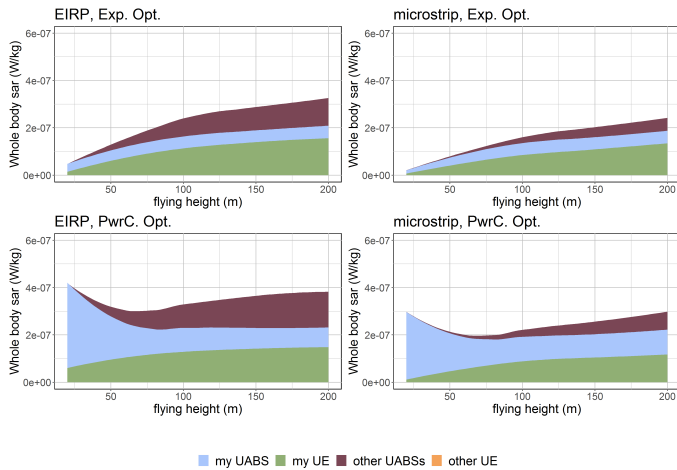 EIRP, Exp. Opt.
6e-07
4e-07
2e-07
0e+00
Whole body sar (W/kg)
50 100 150 200
flying height (m)
microstrip, Exp. Opt.
6e-07
4e-07
2e-07
0e+00
Whole body sar (W/kg)
50 100 150 200
flying height (m)
EIRP, PwrC. Opt.
6e-07
4e-07
2e-07
0e+00
Whole body sar (W/kg)
50 100 150 200
flying height (m)
microstrip, PwrC. Opt.
6e-07
4e-07
2e-07
0e+00
Whole body sar (W/kg)
50 100 150 200
flying height (m)
my UABS my UE other UABSs other UE